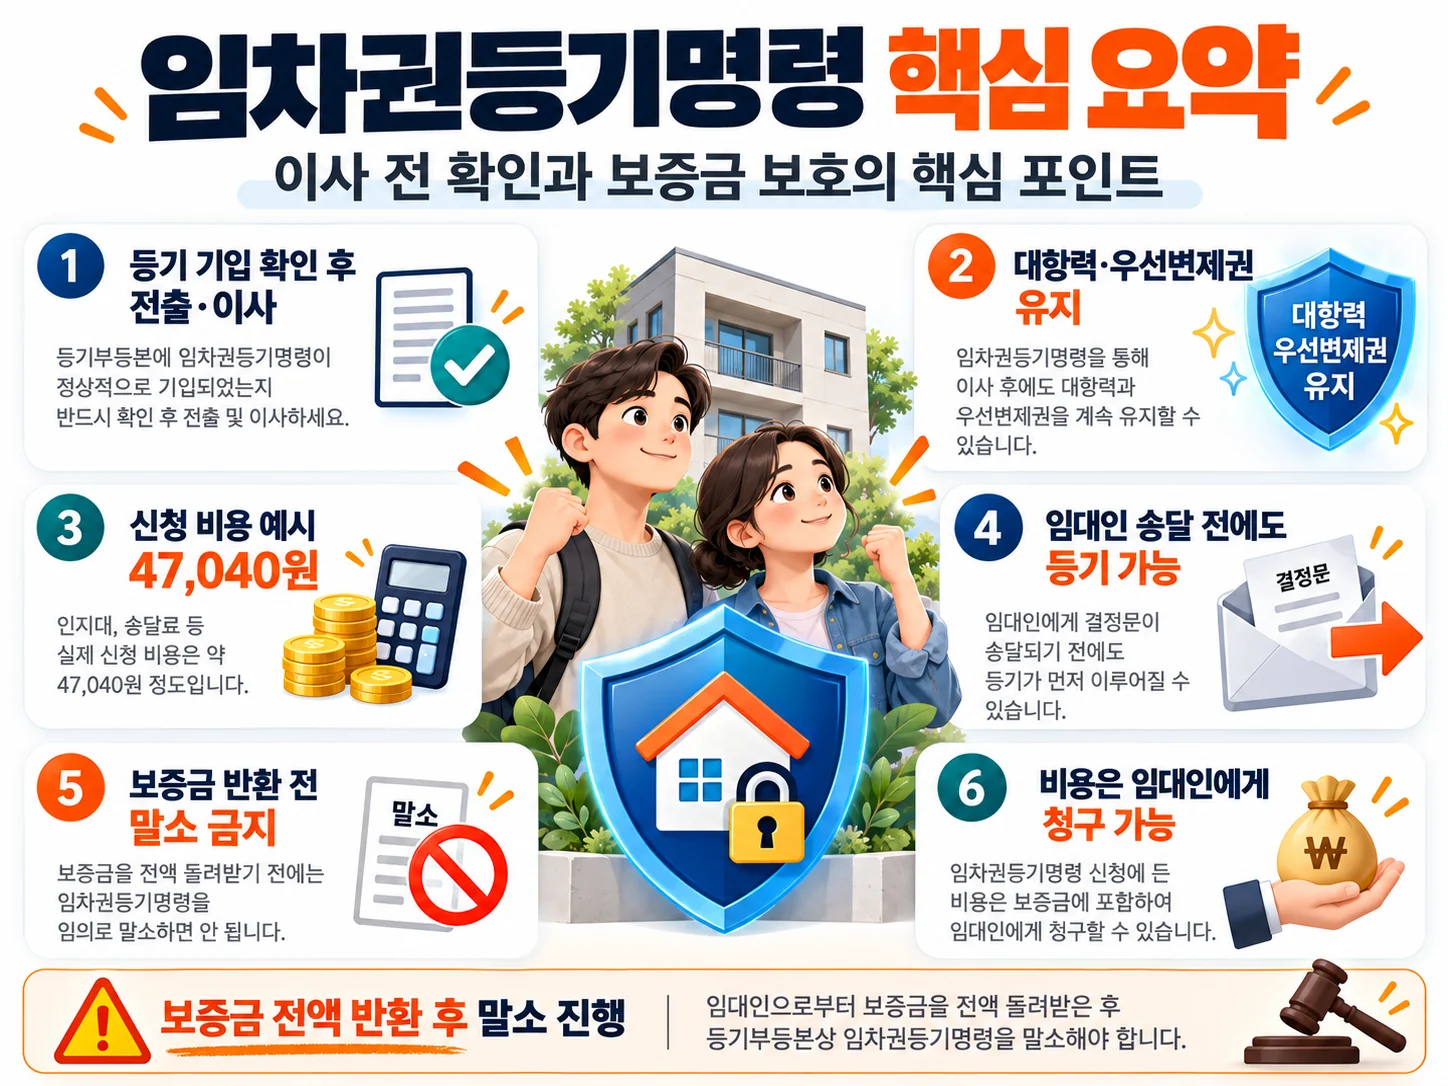 임차권등기명령 핵심 요약
이사 전 확인과 보증금 보호의 핵심 포인트
1
등기 기입 확인 후
전출·이사
등기부등본에 임차권등기명령이
정상적으로 기입되었는지
반드시 확인 후 전출 및 이사하세요.
2
대항력·우선변제권
유지
임차권등기명령을 통해
이사 후에도 대항력과
우선변제권을 계속 유지할 수
있습니다.
대항력
우선변제권
유지
3
신청 비용 예시
47,040원
인지대, 송달료 등
실제 신청 비용은 약
47,040원 정도입니다.
4
임대인 송달 전에도
등기 가능
임대인에게 결정문이
송달되기 전에도
등기가 먼저 이루어질 수
있습니다.
결정문
5
보증금 반환 전
말소 금지
보증금을 전액 돌려받기 전에는
임차권등기명령을
임의로 말소하면 안 됩니다.
말소
6
비용은 임대인에게
청구 가능
임차권등기명령 신청에 든
비용은 보증금에 포함하여
임대인에게 청구할 수 있습니다.
₩
보증금 전액 반환 후 말소 진행
임대인으로부터 보증금을 전액 돌려받은 후
등기부등본상 임차권등기명령을 말소해야 합니다.